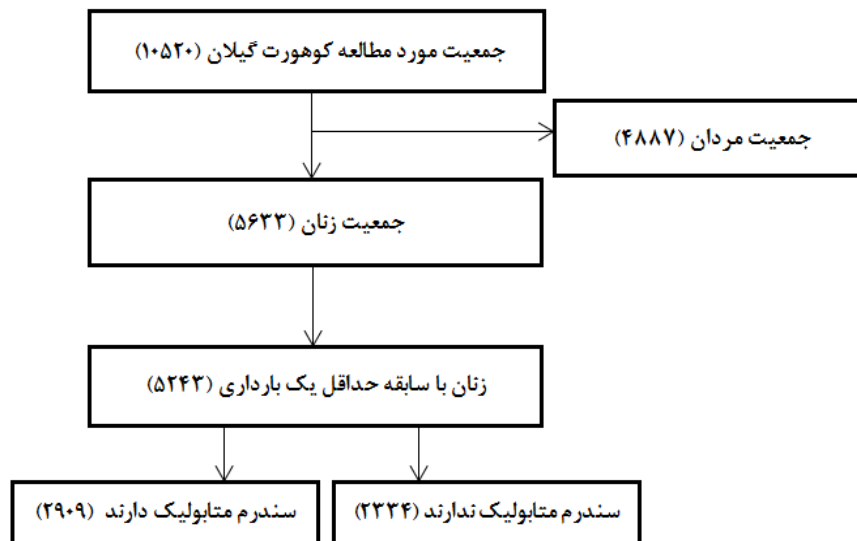 جمعیت مورد مطالعه کوهورت گیلان (۱۰۵۲۰)
جمعیت مردان (۴۸۸۷)
جمعیت زنان (۵۶۳۳)
زنان با سابقه حداقل یک بارداری (۵۲۴۳)
سندرم متابولیک ندارند (۲۳۳۴)
سندرم متابولیک دارند (۲۹۰۹)